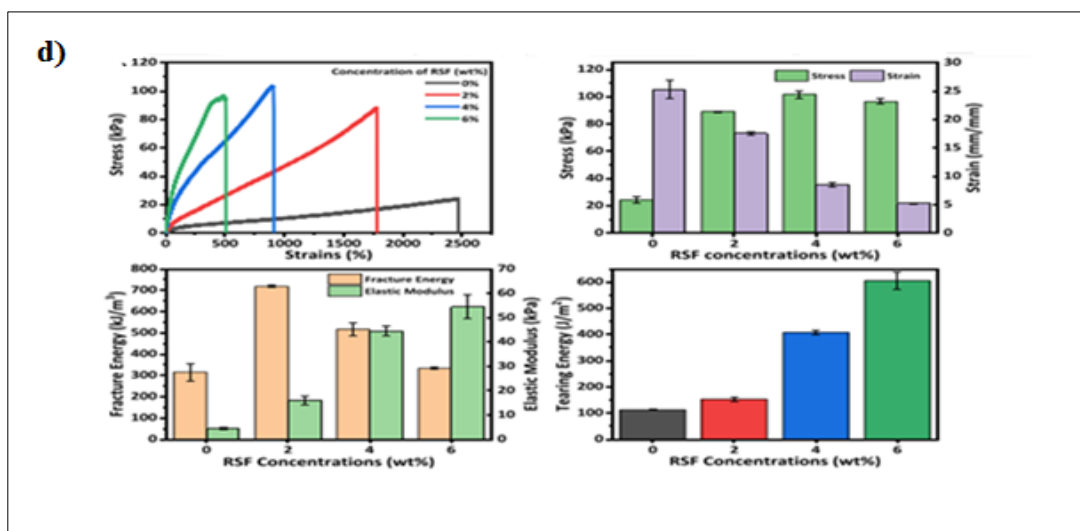 d)
Stress (kPa)
120
100
80
60
40
20
0
Concentration of RSF (wt%)
0%
2%
4%
6%
0 500 1000 1500 2000 2500
Strains (%)
Stress (kPa)
120
100
80
60
40
20
0
Stress Strain
30
25
20
15
10
5
0
Strain (mm/mm)
0 2 4 6
RSF concentrations (wt%)
Fracture Energy (kJ/m³)
800
700
600
500
400
300
200
100
0
Fracture Energy
Elastic Modulus
70
60
50
40
30
20
10
0
Elastic Modulus (kPa)
0 2 4 6
RSF Concentrations (wt%)
Tearing Energy (J/m²)
600
500
400
300
200
100
0
0 2 4 6
RSF Concentrations (wt%)